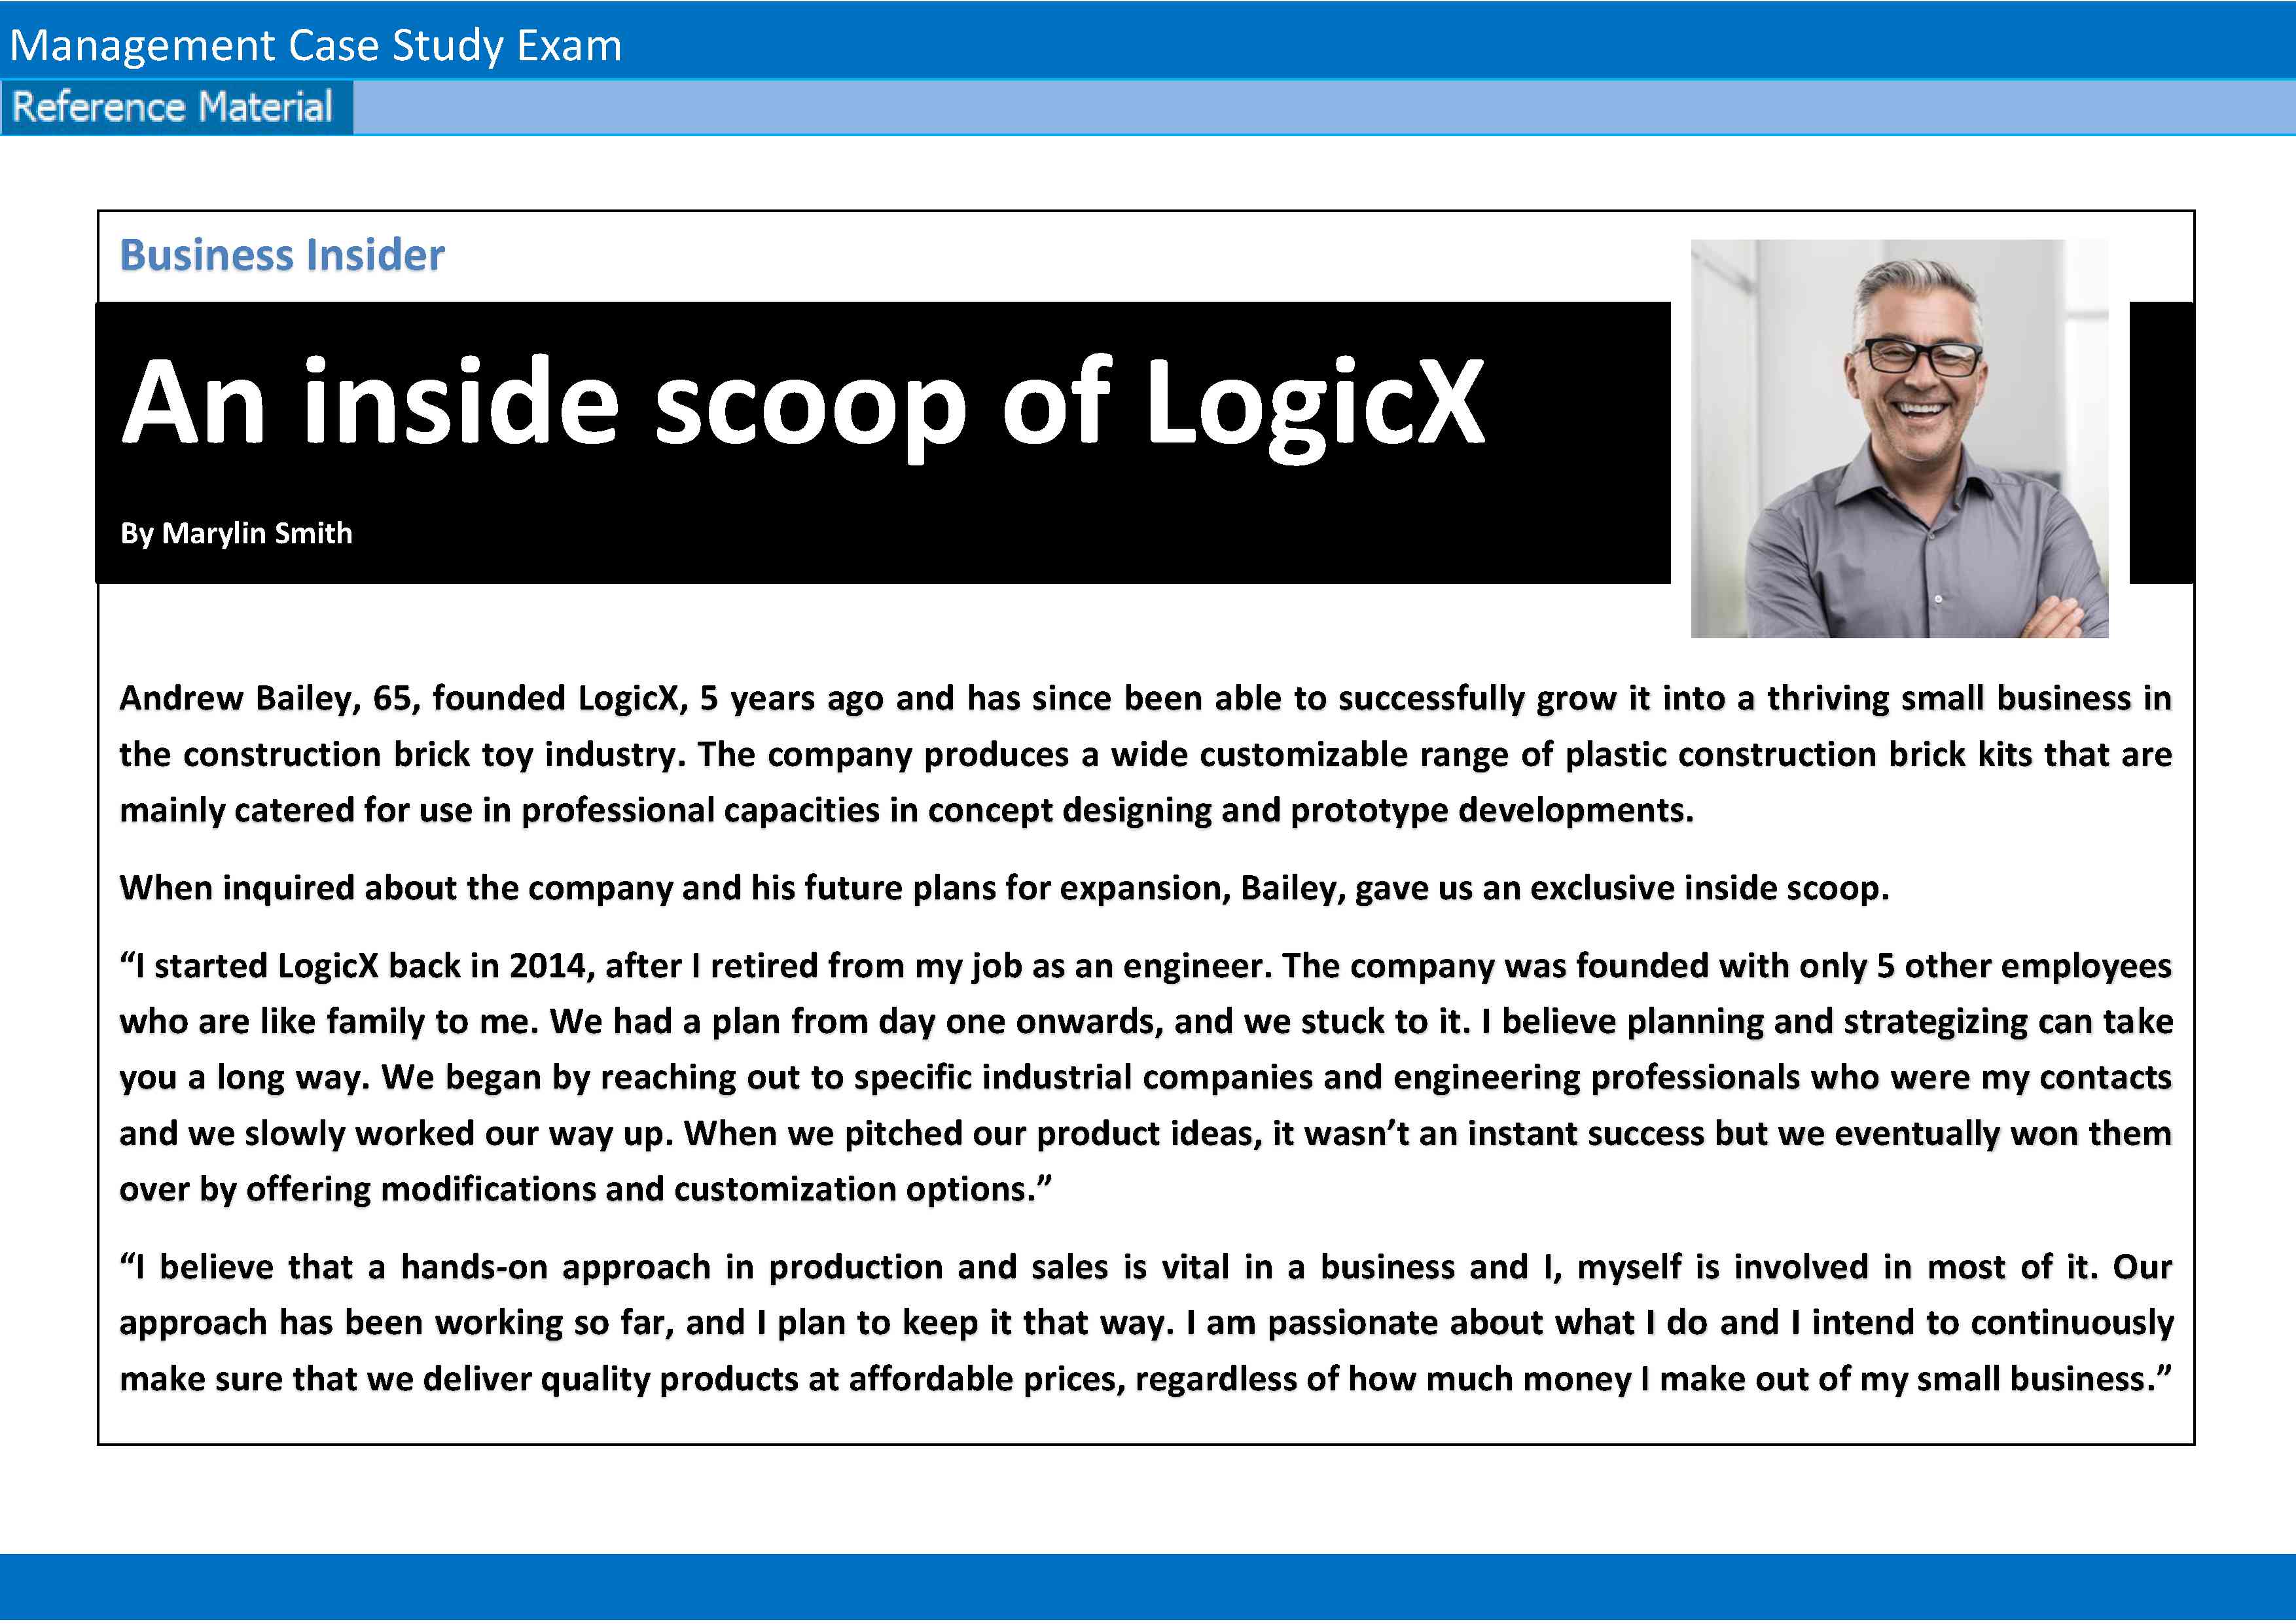 Management Case Study Exam
Reference Material
Business Insider
An inside scoop of LogicX
By Marylin Smith
Andrew Bailey, 65, founded LogicX, 5 years ago and has since been able to successfully grow it into a thriving small business in
the construction brick toy industry. The company produces a wide customizable range of plastic construction brick kits that are
mainly catered for use in professional capacities in concept designing and prototype developments.
When inquired about the company and his future plans for expansion, Bailey, gave us an exclusive inside scoop.
“I started LogicX back in 2014, after I retired from my job as an engineer. The company was founded with only 5 other employees
who are like family to me. We had a plan from day one onwards, and we stuck to it. I believe planning and strategizing can take
you a long way. We began by reaching out to specific industrial companies and engineering professionals who were my contacts
and we slowly worked our way up. When we pitched our product ideas, it wasn’t an instant success but we eventually won them
over by offering modifications and customization options.”
“I believe that a hands-on approach in production and sales is vital in a business and I, myself is involved in most of it. Our
approach has been working so far, and I plan to keep it that way. I am passionate about what I do and I intend to continuously
make sure that we deliver quality products at affordable prices, regardless of how much money I make out of my small business.”